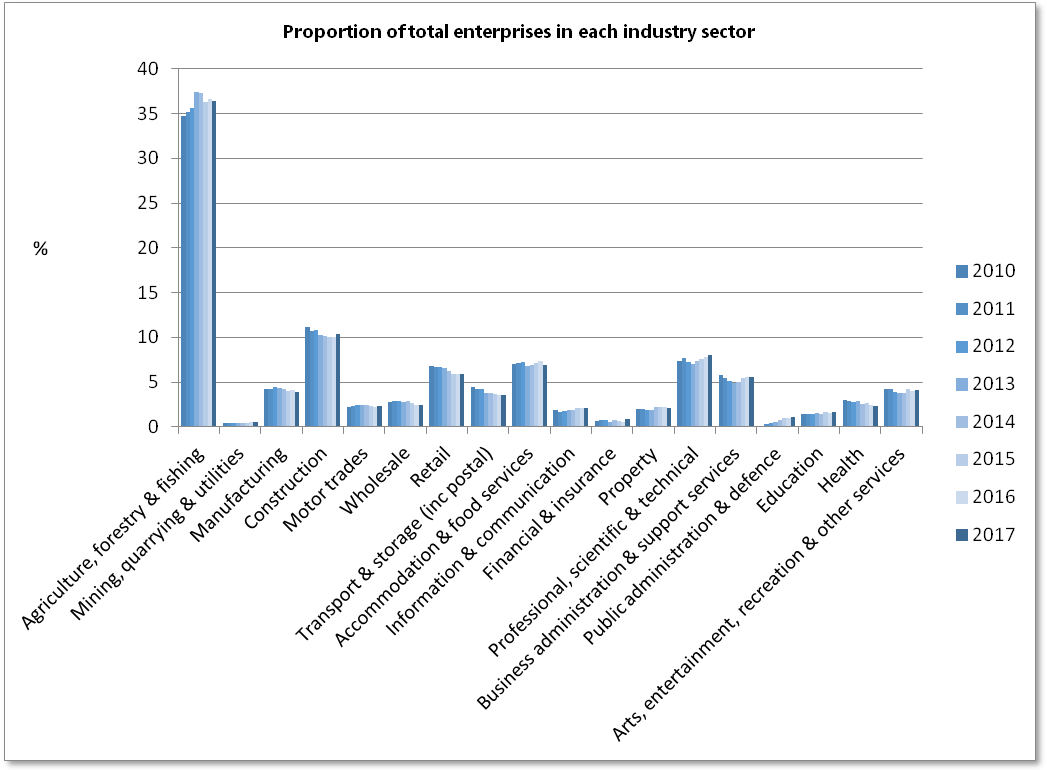 Proportion of total enterprises in each industry sector
40
35
30
25
20
15
10
5
0
%
Agriculture, forestry & fishing
Mining, quarrying & utilities
Manufacturing
Construction
Motor trades
Wholesale
Retail
Transport & storage (inc postal)
Accommodation & food services
Information & communication
Financial & insurance
Property
Professional, scientific & technical
Business administration & support services
Public administration & defence
Education
Health
Arts, entertainment, recreation & other services
2010
2011
2012
2013
2014
2015
2016
2017